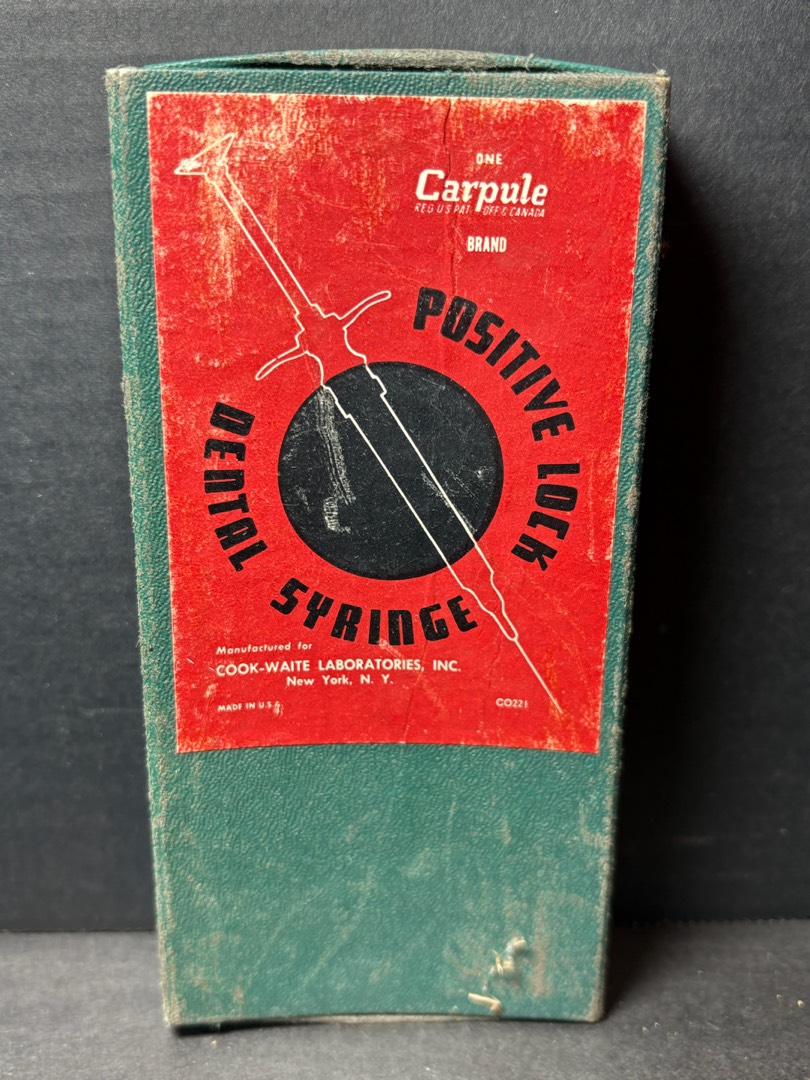 ONE
Carpule
REG U S PAT. OFF & CANADA
BRAND
POSITIVE LOCK
DENTAL SYRINGE
Manufactured for
COOK-WAITE LABORATORIES, INC.
New York, N. Y.
MADE IN U.S.A.
CO221